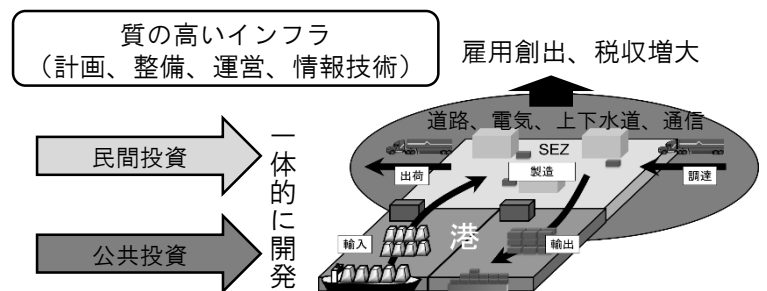 質の高いインフラ
（計画、整備、運営、情報技術）
雇用創出、税収増大
道路、電気、上下水道、通信
民間投資
公共投資
一体的に開発
SEZ
製造
出荷
調達
港
輸入
輸出